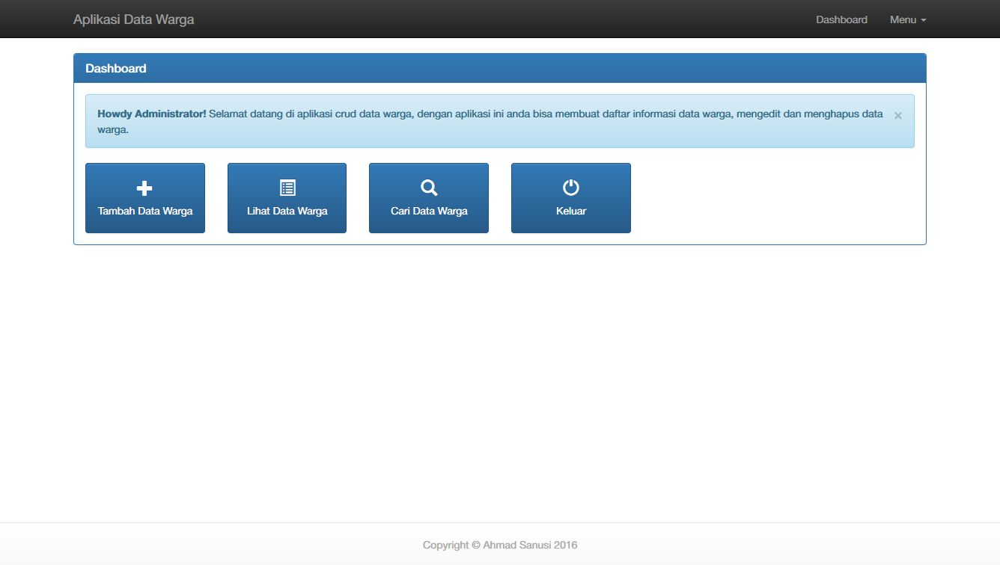 Aplikasi Data Warga
Dashboard
Menu
Dashboard
Howdy Administrator! Selamat datang di aplikasi crud data warga, dengan aplikasi ini anda bisa membuat daftar informasi data warga, mengedit dan menghapus data
warga.
×
Tambah Data Warga
Lihat Data Warga
Cari Data Warga
Keluar
Copyright © Ahmad Sanusi 2016